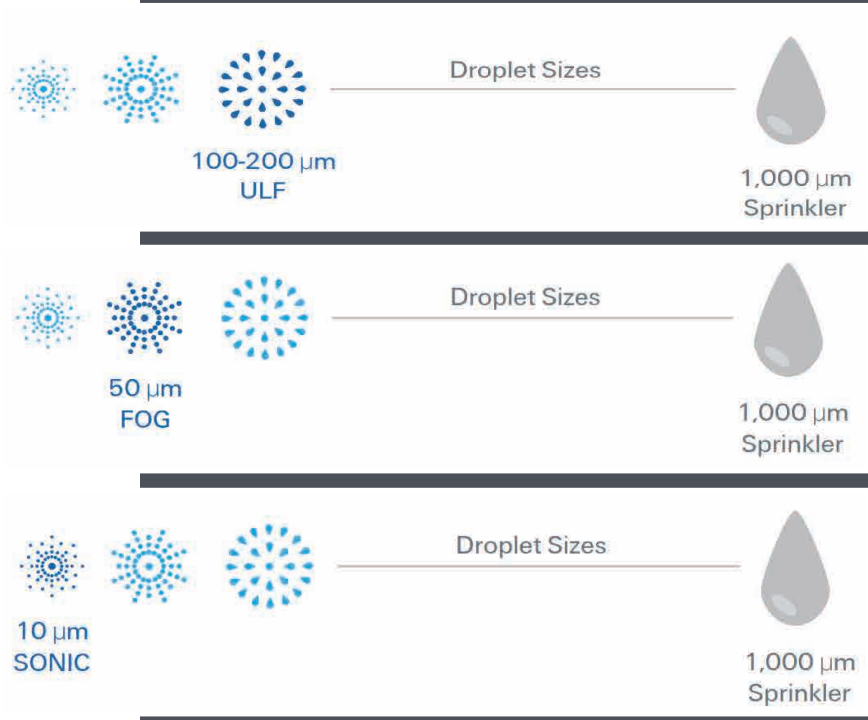 Droplet Sizes
100-200 μm
ULF
1,000 μm
Sprinkler
Droplet Sizes
50 μm
FOG
1,000 μm
Sprinkler
Droplet Sizes
10 μm
SONIC
1,000 μm
Sprinkler